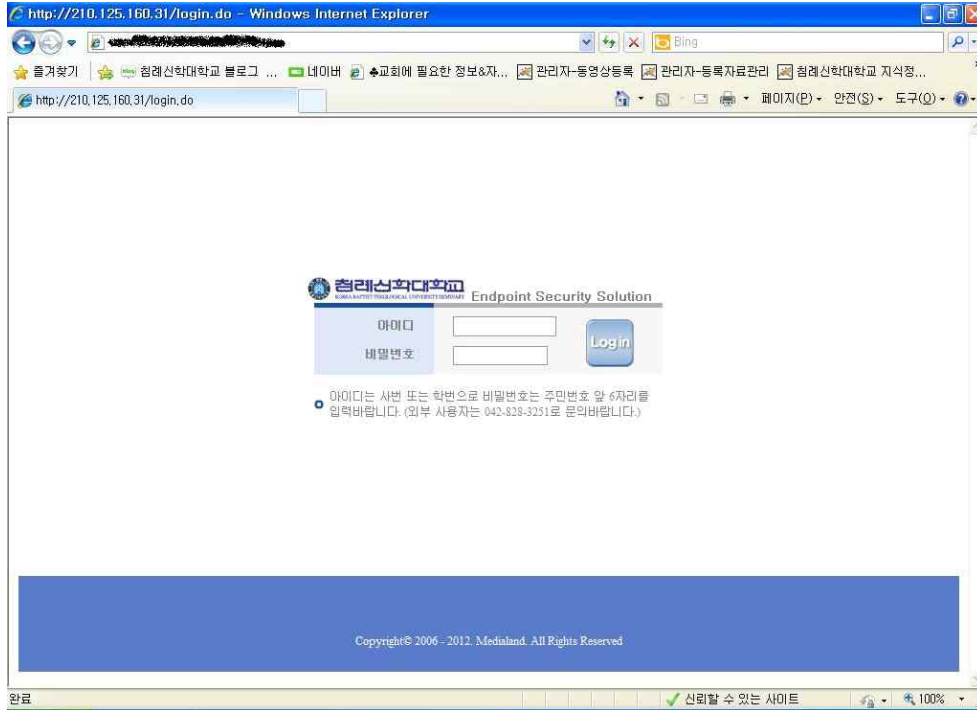 http://210.125.160.31/login.do - Windows Internet Explorer
Bing
즐겨찾기 침례신학대학교 블로그 ... 네이버 ♣교회에 필요한 정보&자... 관리자-동영상등록 관리자-등록자료관리 침례신학대학교 지식정...
http://210.125.160.31/login.do 페이지(P) 안전(S) 도구(O)
침례신학대학교 Endpoint Security Solution
아이디
비밀번호
Login
아이디는 사번 또는 학번으로 비밀번호는 주민번호 앞 6자리를
입력바랍니다. (외부 사용자는 042-828-3251로 문의바랍니다.)
Copyright© 2006 - 2012. Medialand. All Rights Reserved
완료 신뢰할 수 있는 사이트 100%